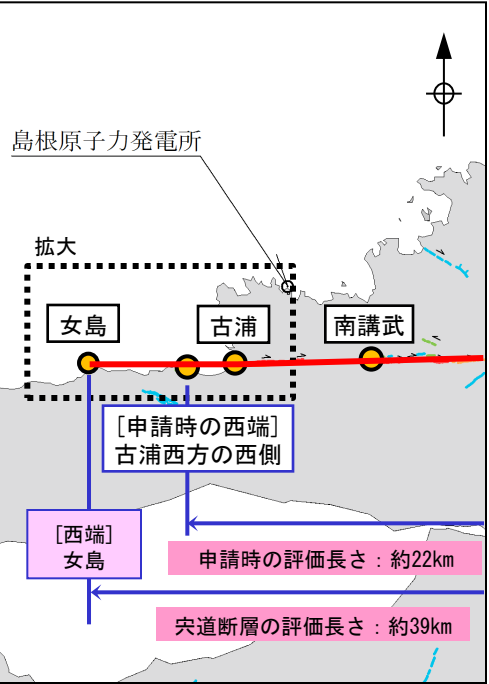 島根原子力発電所
拡大
女島
古浦
南講武
[申請時の西端]
古浦西方の西側
[西端]
女島
申請時の評価長さ：約22km
宍道断層の評価長さ：約39km